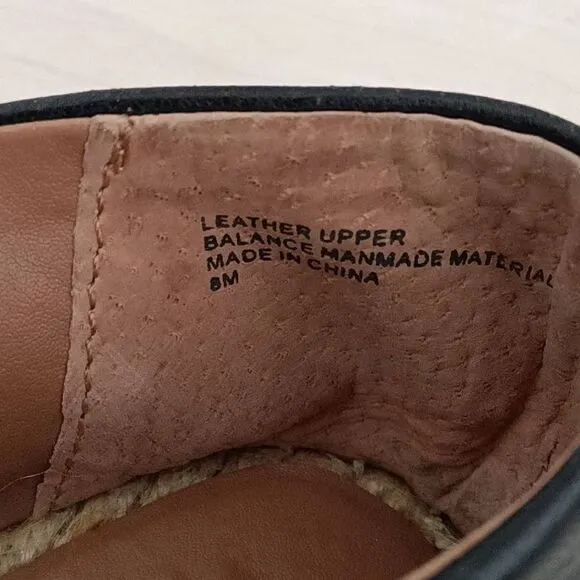 LEATHER UPPER
BALANCE MANMADE MATERIAL
MADE IN CHINA
8M